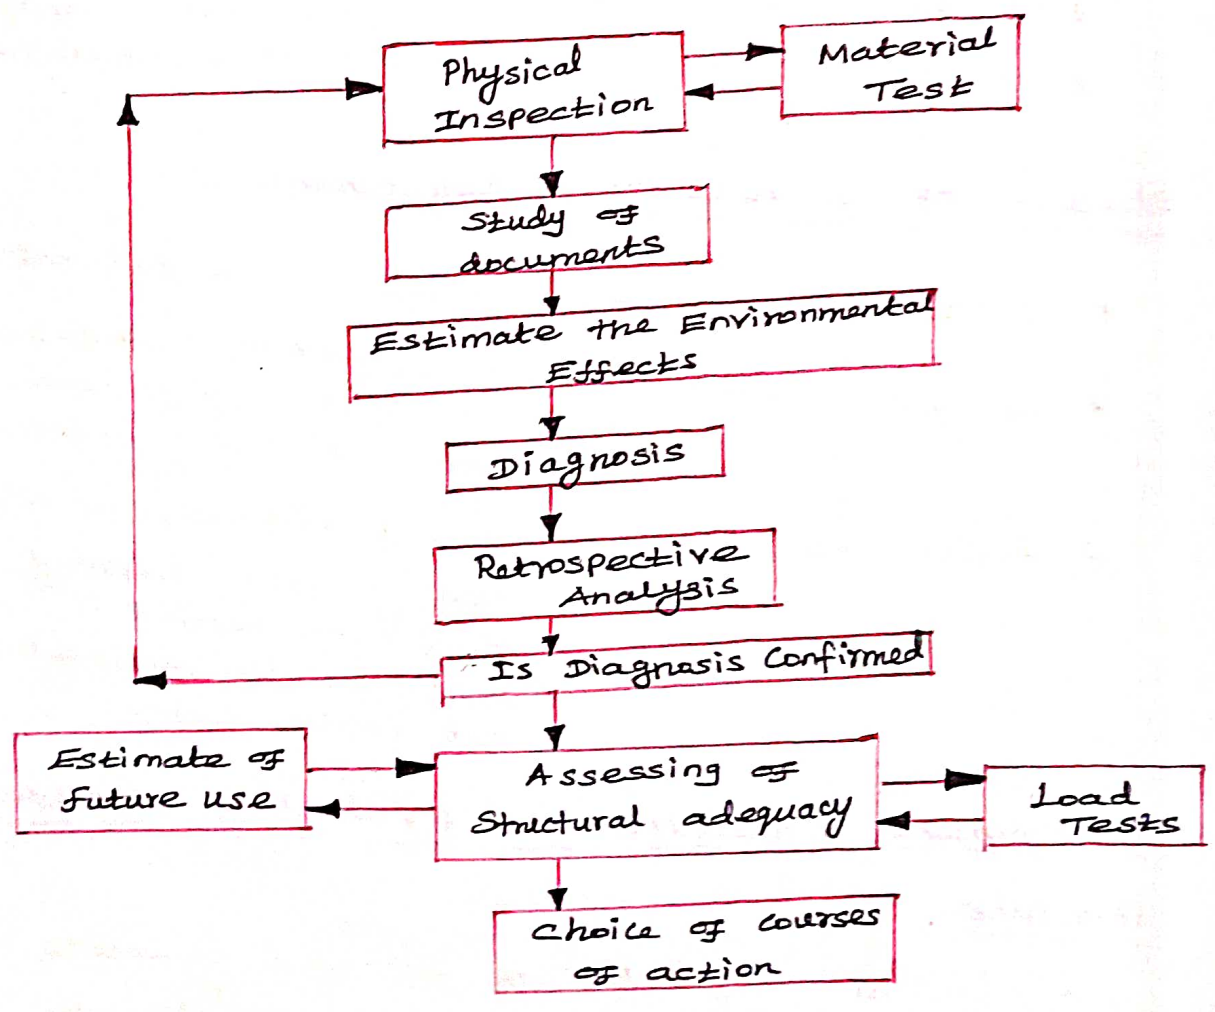 Physical
Inspection
Material
Test
Study of
documents
Estimate the Environmental
Effects
Diagnosis
Retrospective
Analysis
Is Diagnosis Confirmed
Estimate of
future use
Assessing of
Structural adequacy
Load
Tests
Choice of courses
of action